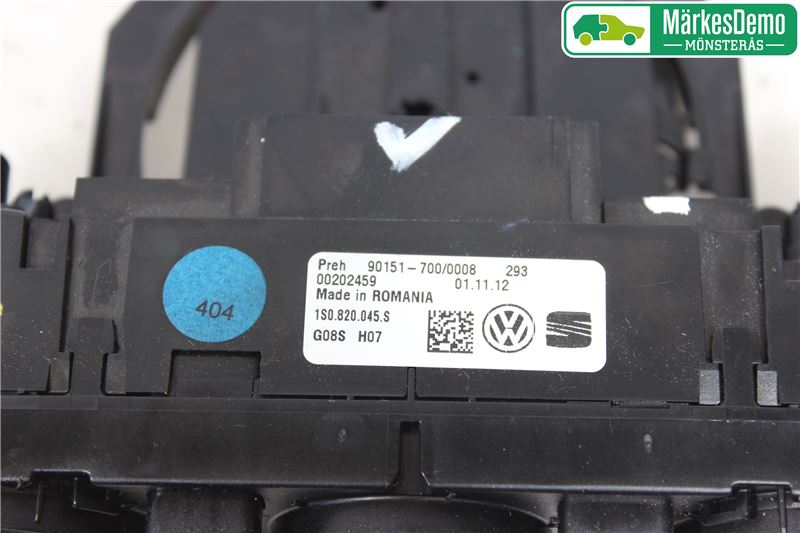 MärkesDemo
MÖNSTERÅS
Preh 90151-700/0008 293
00202459 01.11.12
Made in ROMANIA
1S0.820.045.S
G08S H07
404